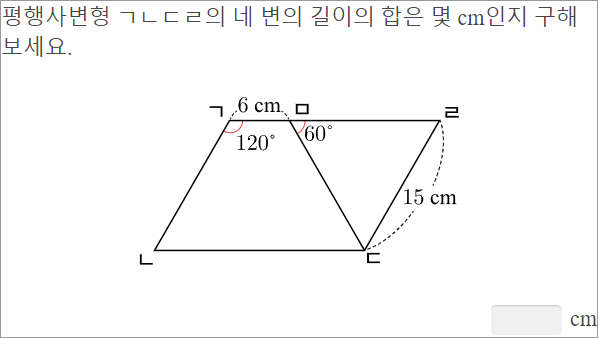 평행사변형 ㄱㄴㄷㄹ의 네 변의 길이의 합은 몇 cm인지 구해
보세요.
ㄱ 6 cm ㅁ ㄹ
120° 60°
15 cm
ㄴ ㄷ
cm